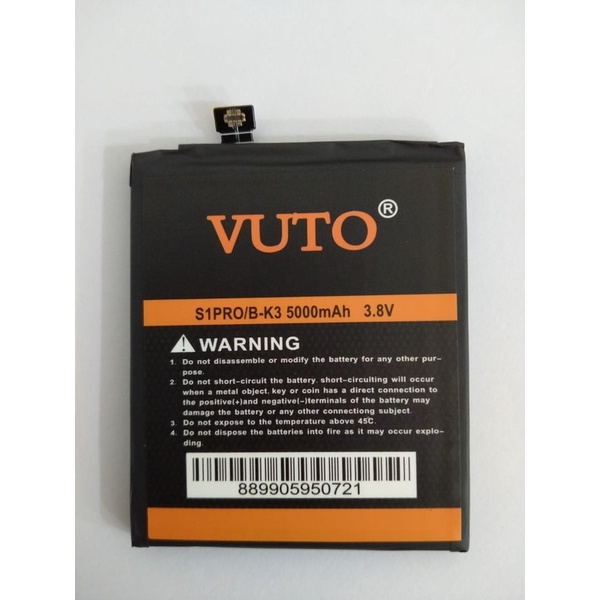 VUTO®
S1PRO/B-K3 5000mAh 3.8V
WARNING
1. Do not disassemble or modify the battery for any other pur-
pose.
2. Do not short-circuit the battery, short-circuiting will occur
when a metal object, key or coin has a direct connection to
the positive(+)and negative(−)terminals of the battery may
damage the battery or any other connectiong subject.
3. Do not expose to the temperature above 45℃.
4. Do not dispose the batteries into fire as it may occur explo-
ding.
889905950721